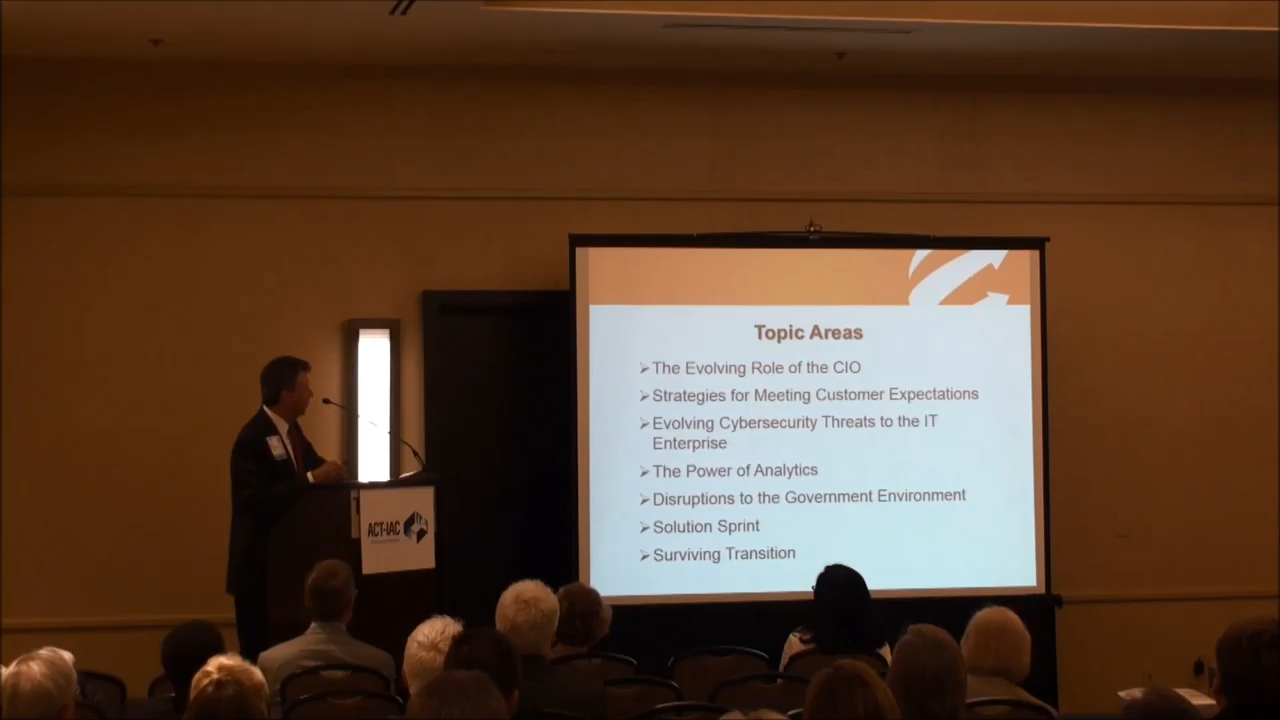 Topic Areas
The Evolving Role of the CIO
Strategies for Meeting Customer Expectations
Evolving Cybersecurity Threats to the IT
Enterprise
The Power of Analytics
Disruptions to the Government Environment
Solution Sprint
Surviving Transition
ACT-IAC